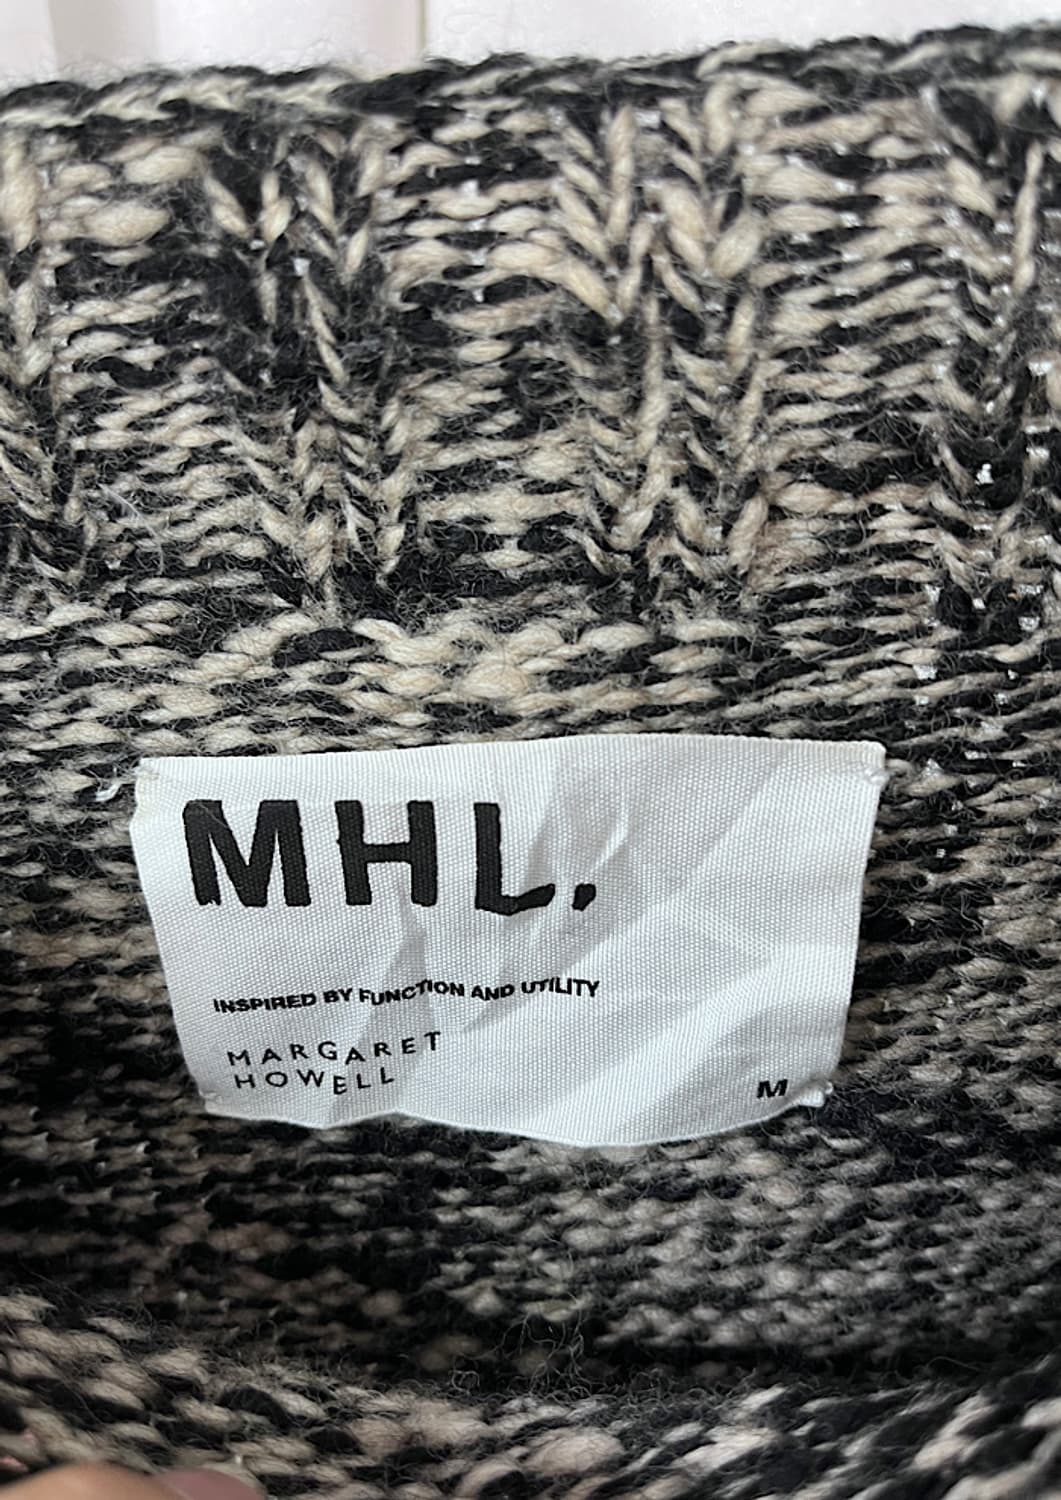 MHL.
INSPIRED BY FUNCTION AND UTILITY
MARGARET
HOWELL
M